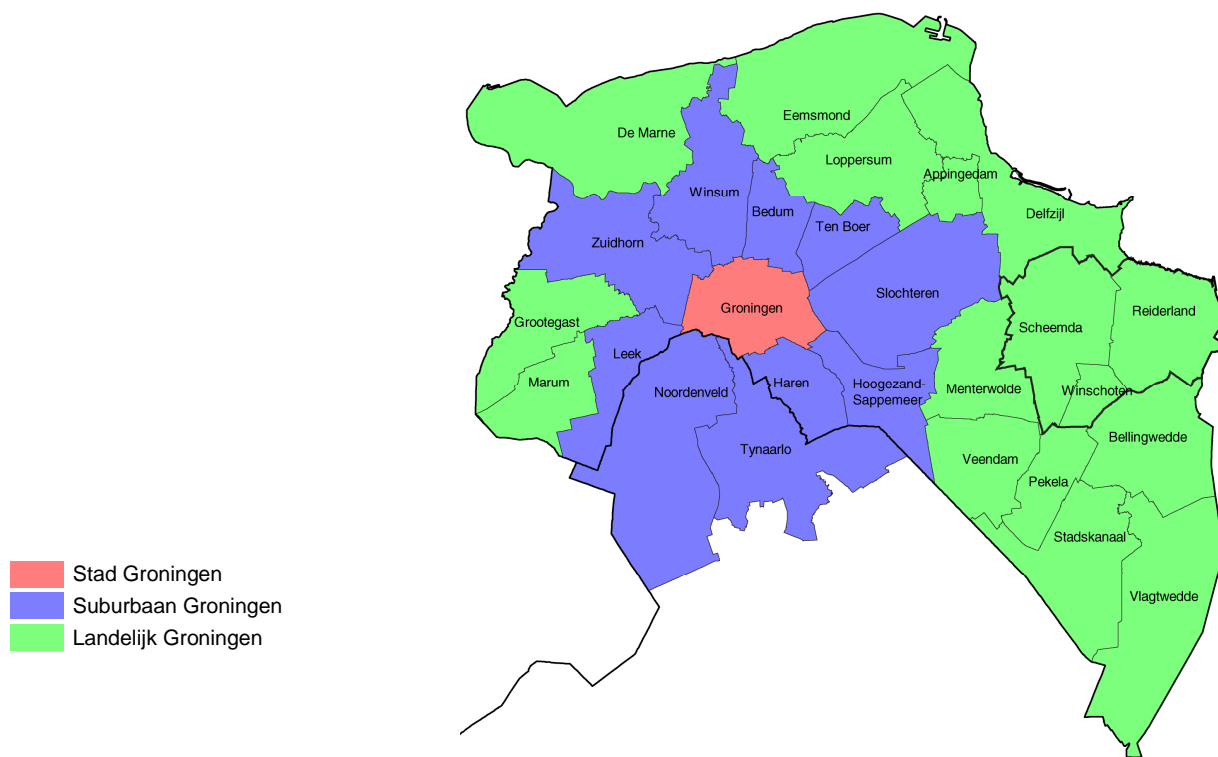 De Marne
Eemsmond
Loppersum
Appingedam
Winsum
Bedum
Ten Boer
Delfzijl
Zuidhorn
Slochteren
Groningen
Reiderland
Grootegast
Scheemda
Leek
Marum
Noordenveld
Haren
Hoogezand-
Sappemeer
Menterwolde
Winschoten
Bellingwedde
Tynaarlo
Veendam
Pekela
Stadskanaal
Vlagtwedde
Stad Groningen
Suburbaan Groningen
Landelijk Groningen